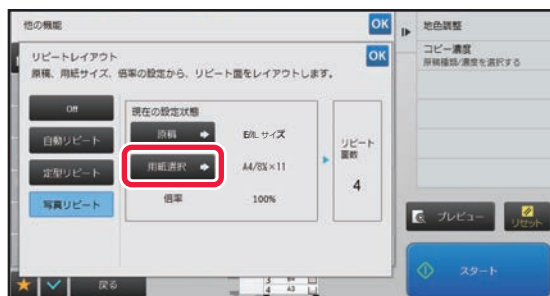 他の機能
OK
リピートレイアウト
原稿、用紙サイズ、倍率の設定から、リピート面をレイアウトします。
OK
Off
自動リピート
定型リピート
写真リピート
現在の設定状態
原稿
E/L サイズ
用紙選択
A4/8½×11
倍率
100%
リピート
面数
4
戻る
3
B4
4
A3
地色調整
コピー濃度
原稿種類/濃度を選択する
プレビュー
リセット
スタート